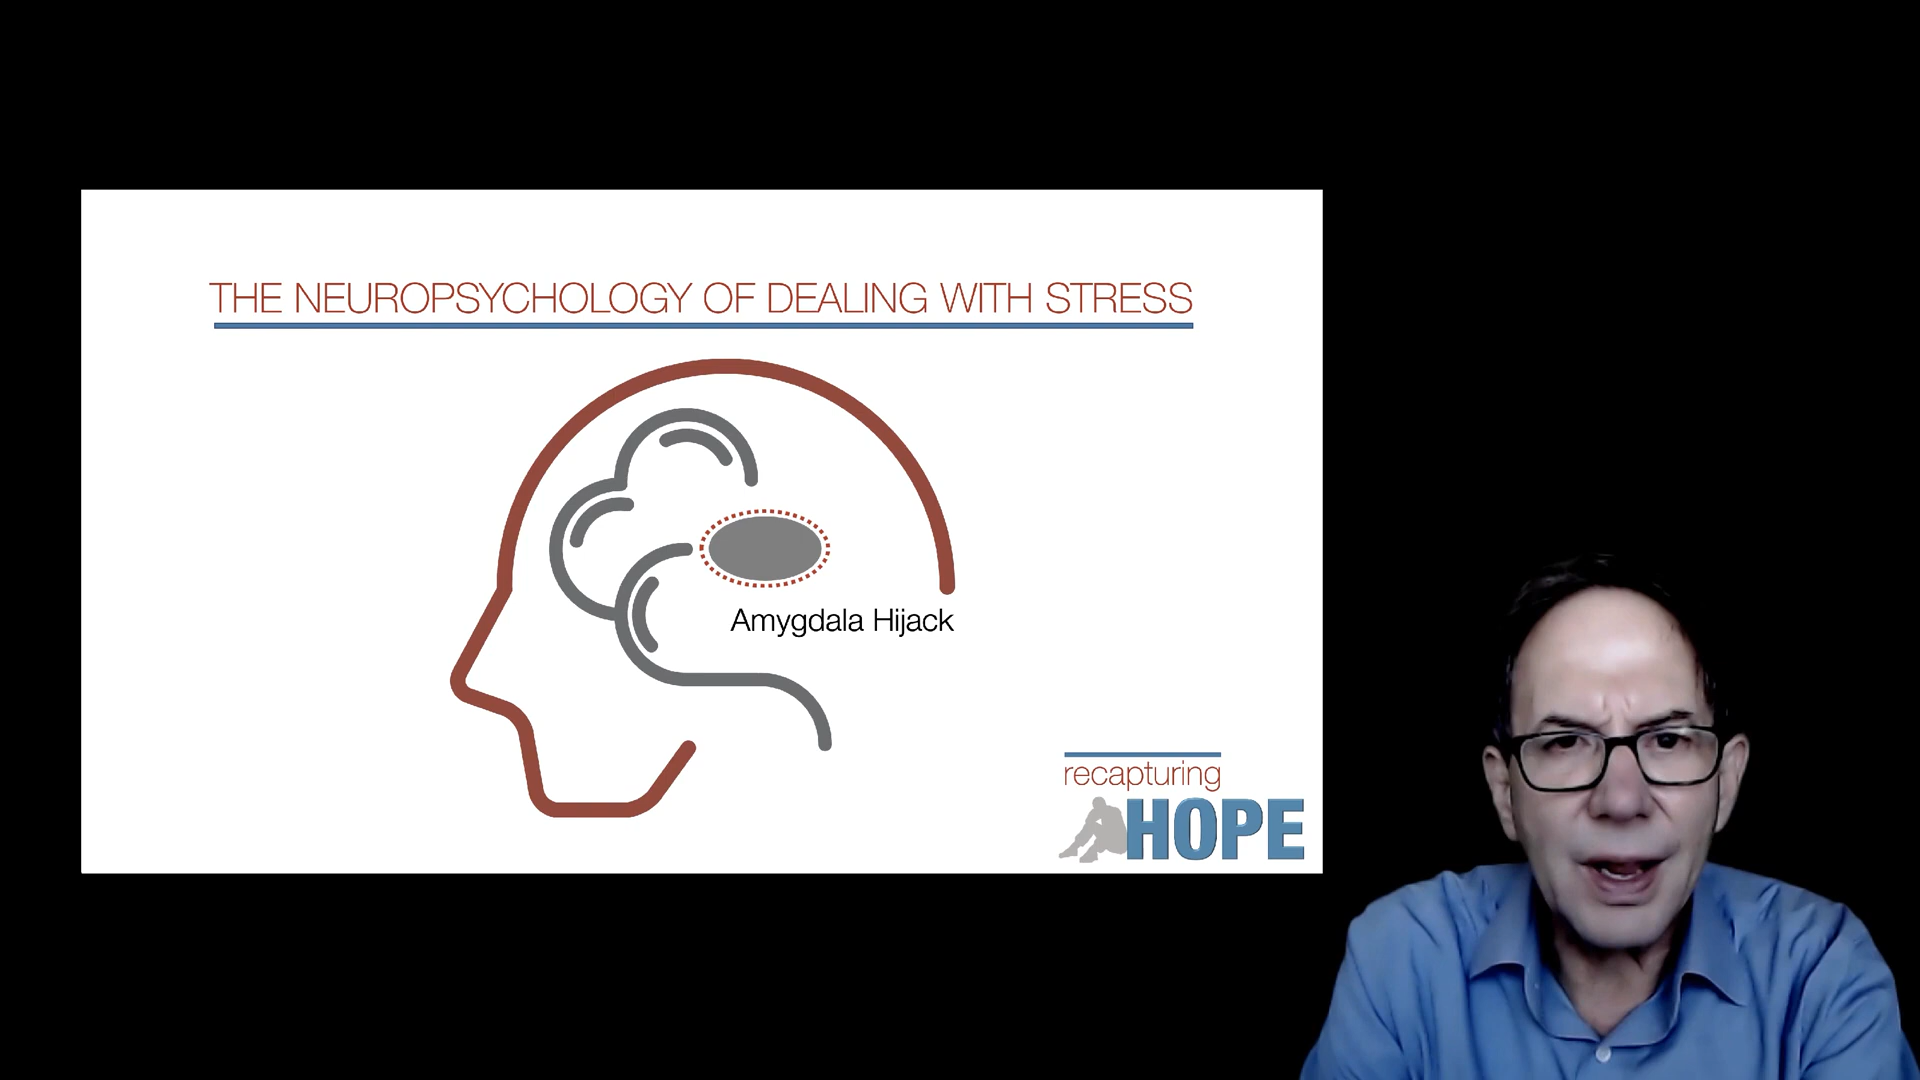 THE NEUROPSYCHOLOGY OF DEALING WITH STRESS
Amygdala Hijack
recapturing
HOPE